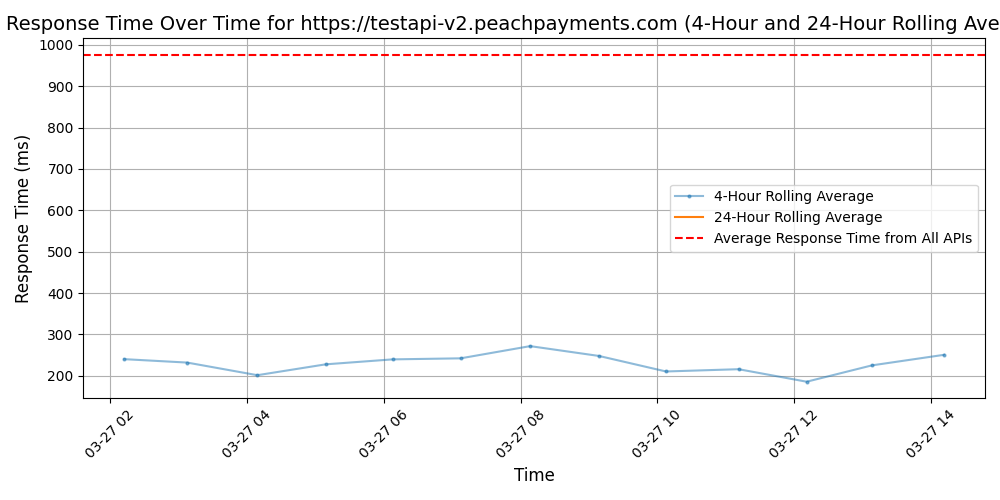 Response Time Over Time for https://testapi-v2.peachpayments.com (4-Hour and 24-Hour Rolling Ave
1000
900
800
700
600
500
400
300
200
Response Time (ms)
4-Hour Rolling Average
24-Hour Rolling Average
Average Response Time from All APIs
03-27 02
03-27 04
03-27 06
03-27 08
03-27 10
03-27 12
03-27 14
Time